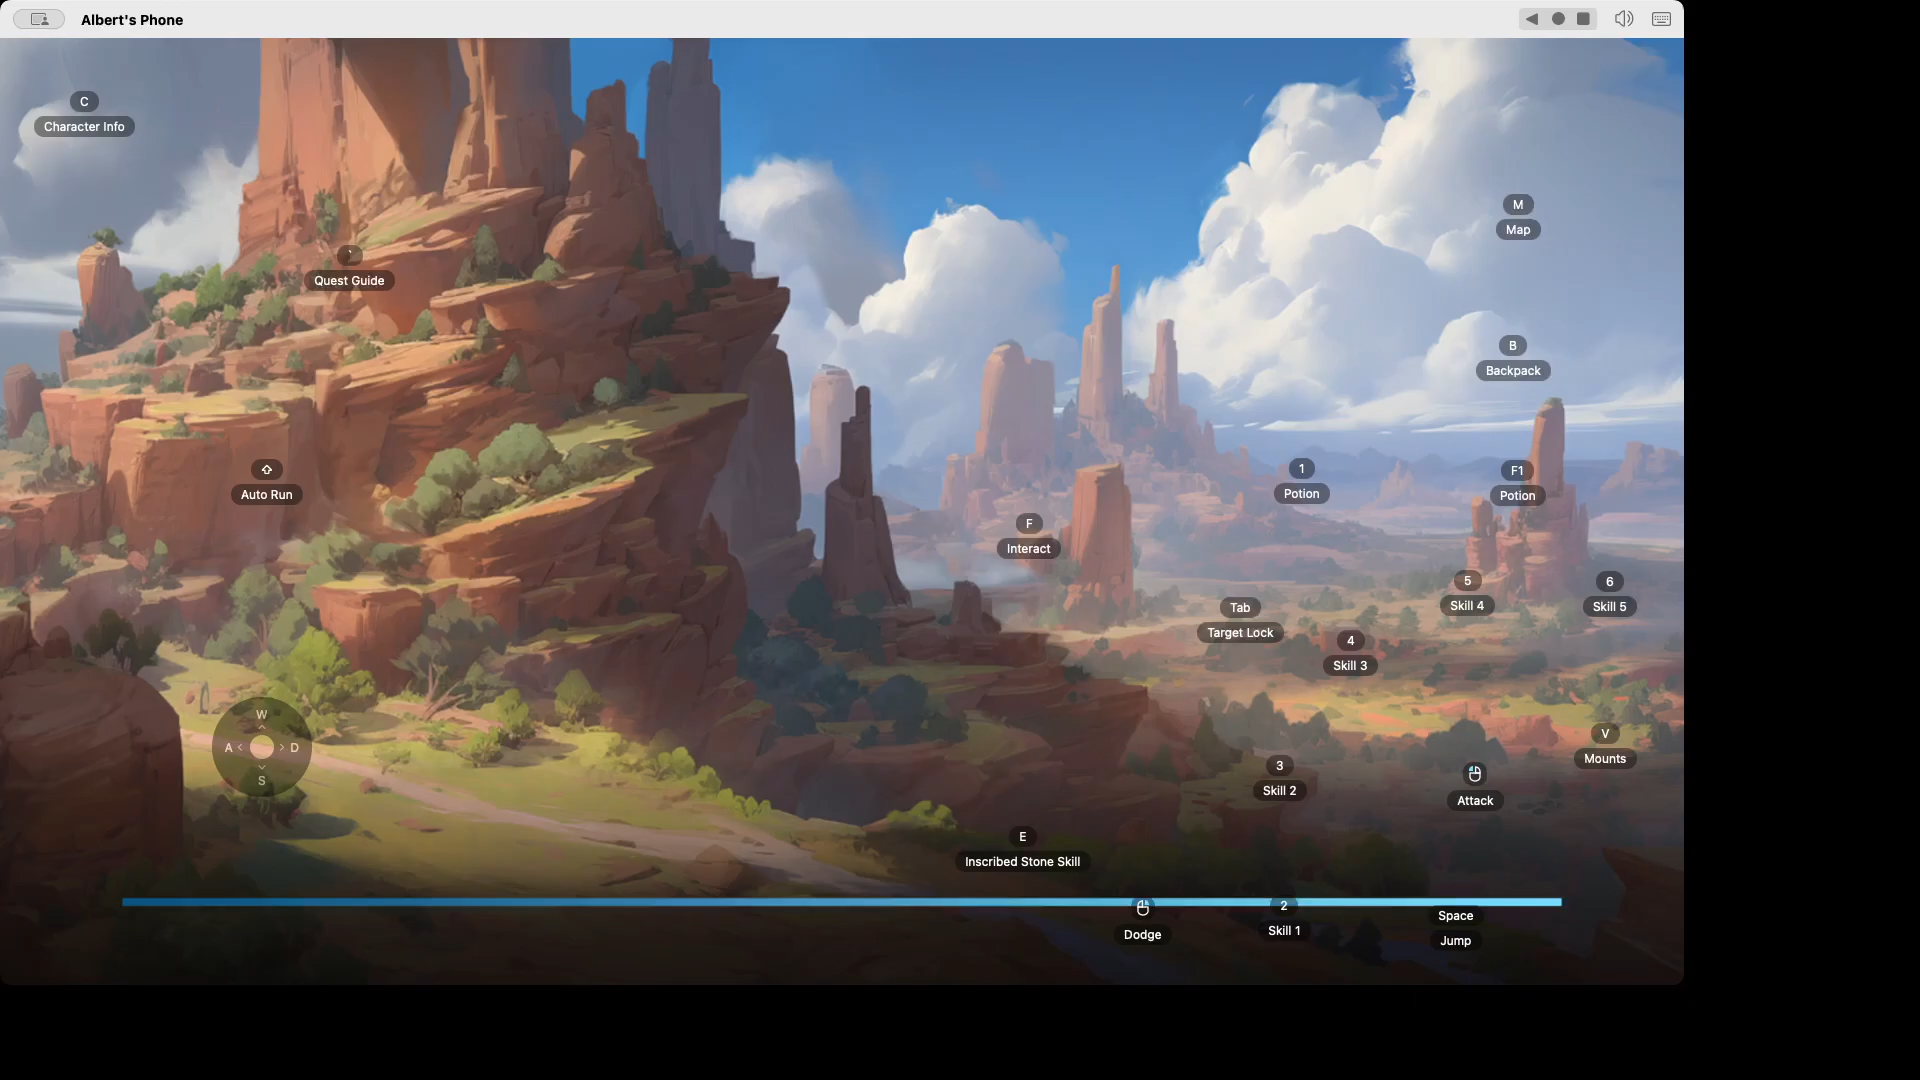 Albert's Phone
C
Character Info
M
Map
`
Quest Guide
B
Backpack
Auto Run
1
Potion
F1
Potion
F
Interact
5
Skill 4
6
Skill 5
Tab
Target Lock
4
Skill 3
W
A
D
S
V
Mounts
3
Skill 2
Attack
E
Inscribed Stone Skill
Dodge
2
Skill 1
Space
Jump